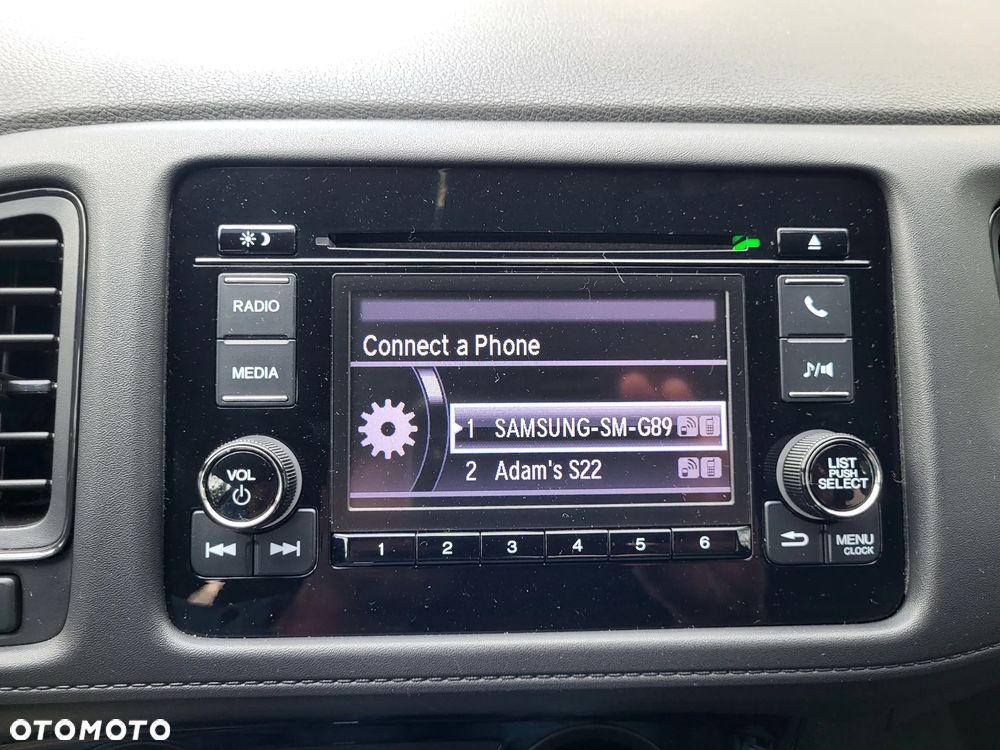 RADIO
MEDIA
Connect a Phone
1 SAMSUNG-SM-G89
2 Adam's S22
VOL
LIST
PUSH
SELECT
1 2 3 4 5 6
MENU
CLOCK
OTOMOTO